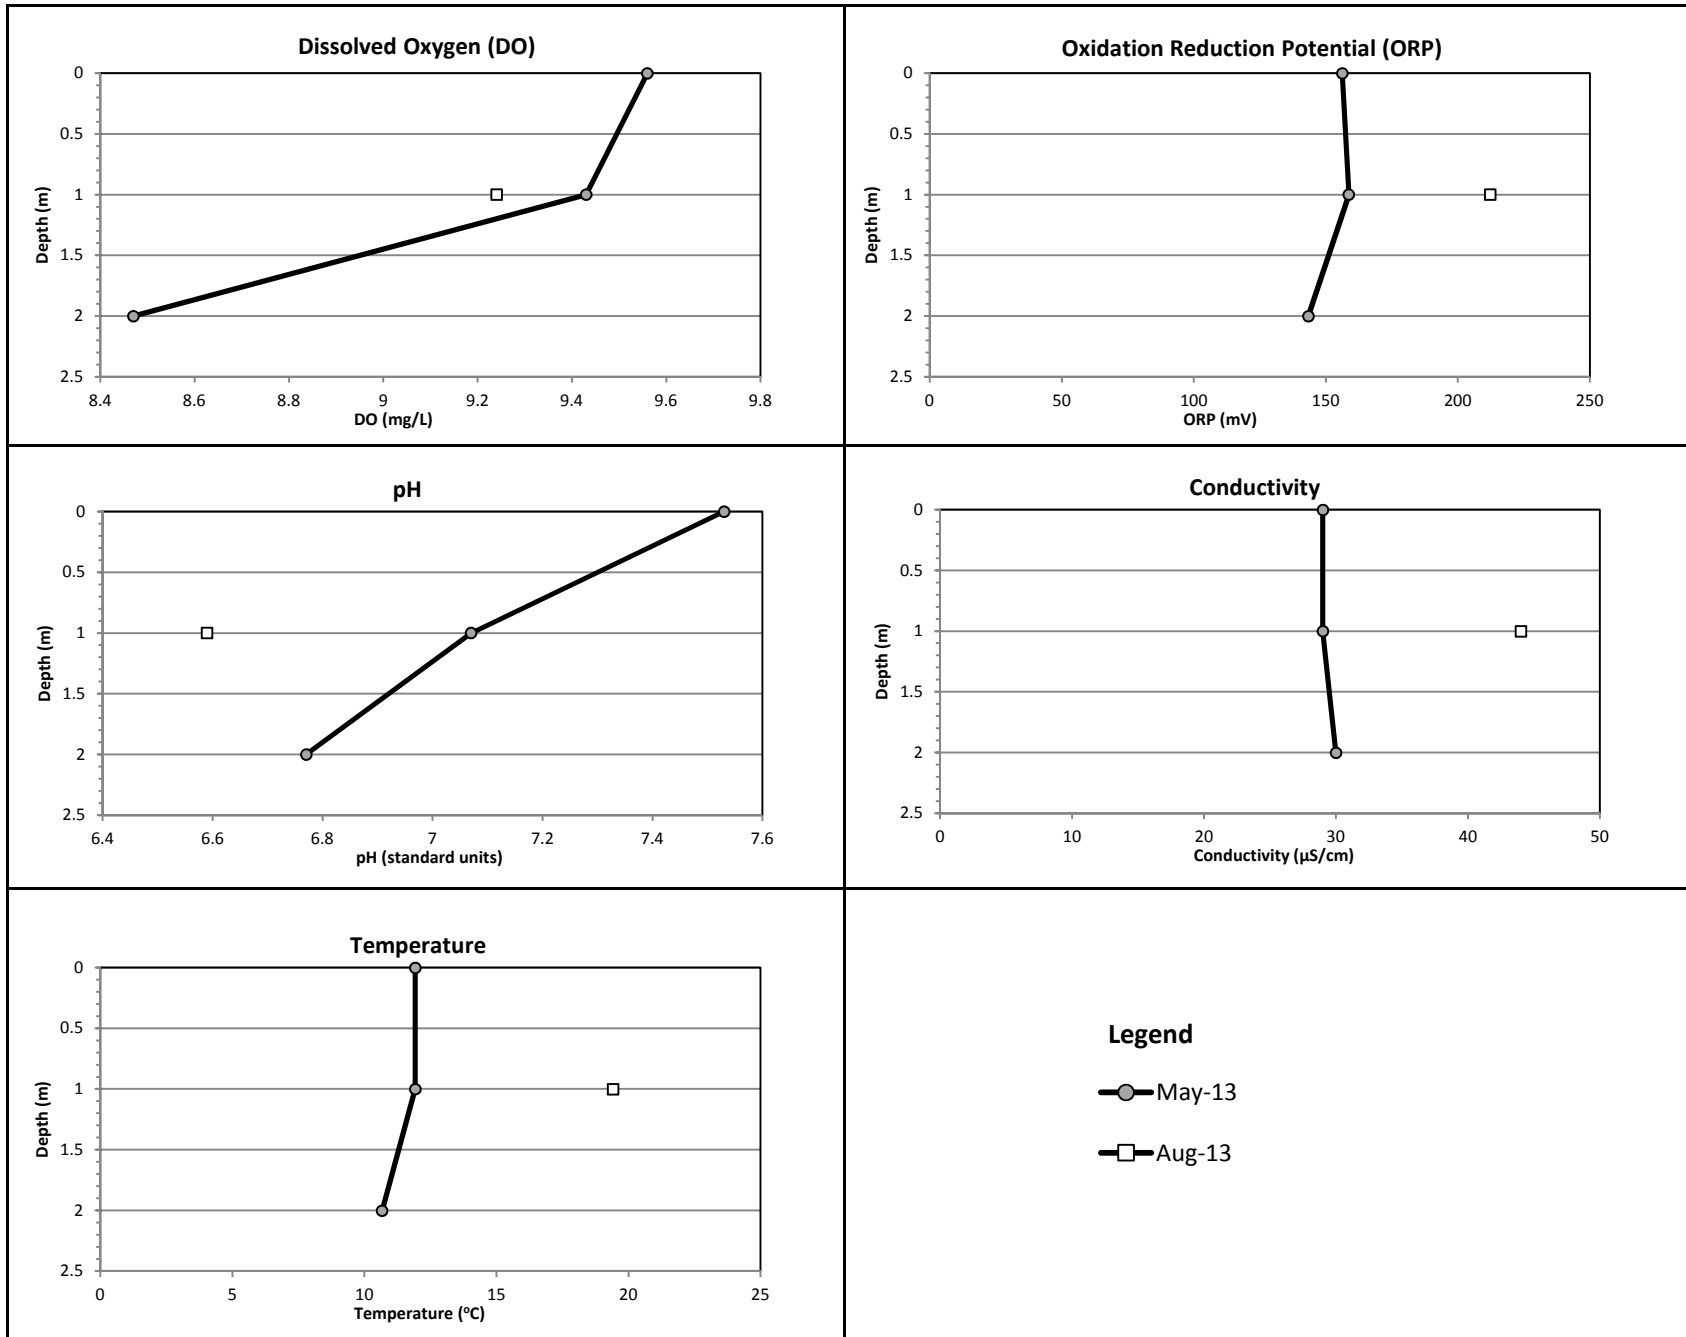 Dissolved Oxygen (DO)
0
0.5
1
1.5
2
2.5
Depth (m)
8.4 8.6 8.8 9 9.2 9.4 9.6 9.8
DO (mg/L)
Oxidation Reduction Potential (ORP)
0
0.5
1
1.5
2
2.5
Depth (m)
0 50 100 150 200 250
ORP (mV)
pH
0
0.5
1
1.5
2
2.5
Depth (m)
6.4 6.6 6.8 7 7.2 7.4 7.6
pH (standard units)
Conductivity
0
0.5
1
1.5
2
2.5
Depth (m)
0 10 20 30 40 50
Conductivity (µS/cm)
Temperature
0
0.5
1
1.5
2
2.5
Depth (m)
0 5 10 15 20 25
Temperature (ºC)
Legend
May-13
Aug-13